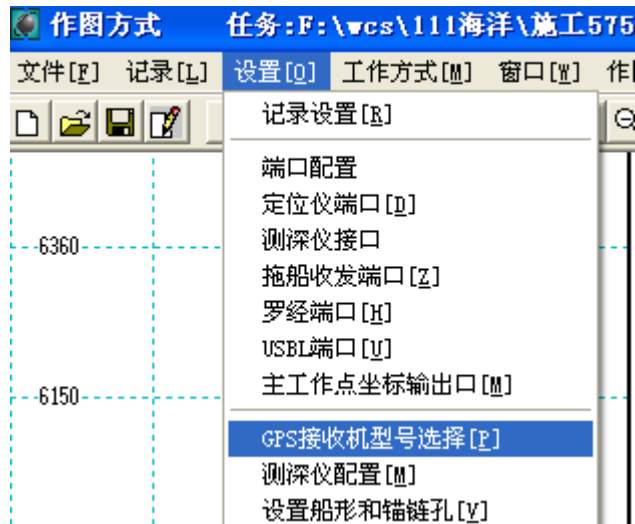 作图方式 任务:F:\wcs\111海洋\施工575
文件[F] 记录[L] 设置[O] 工作方式[M] 窗口[W] 作
记录设置[R]
端口配置
定位仪端口[D]
6360
测深仪接口
拖船收发端口[Z]
罗经端口[H]
USBL端口[U]
主工作点坐标输出口[M]
6150
GPS接收机型号选择[P]
测深仪配置[M]
设置船形和锚链孔[V]